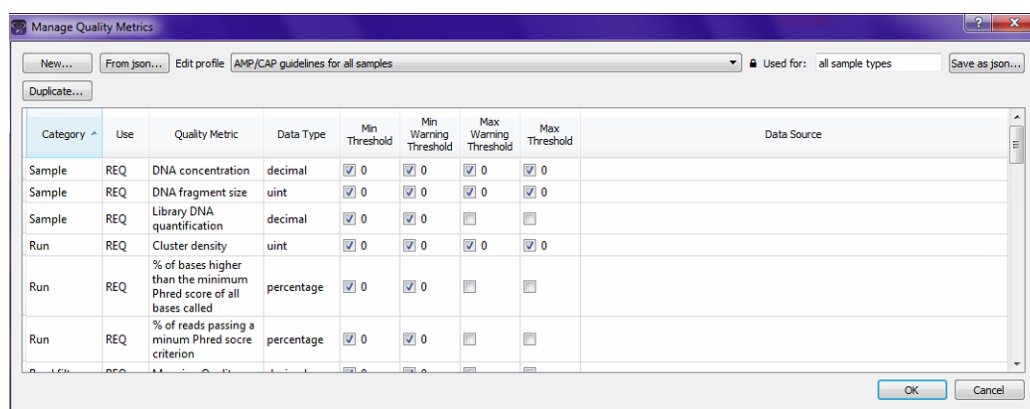 Manage Quality Metrics
New... From json... Edit profile AMP/CAP guidelines for all samples Used for: all sample types Save as json...
Duplicate...
Category Use Quality Metric Data Type Min Threshold Min Warning Threshold Max Warning Threshold Max Threshold Data Source
Sample REQ DNA concentration decimal 0 0 0 0
Sample REQ DNA fragment size uint 0 0 0 0
Sample REQ Library DNA quantification decimal 0 0
Run REQ Cluster density uint 0 0 0 0
Run REQ % of bases higher than the minimum Phred score of all bases called percentage 0 0
Run REQ % of reads passing a minum Phred socre criterion percentage 0 0
OK Cancel